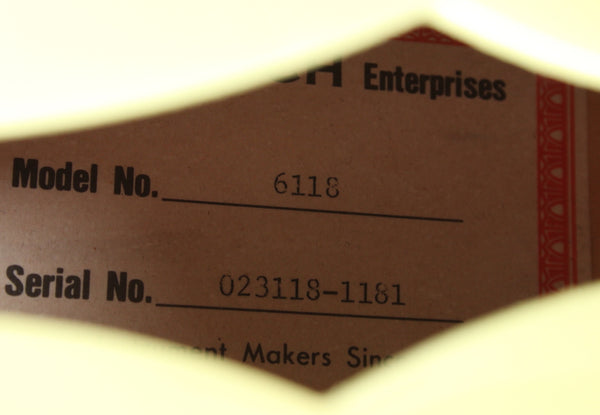 Enterprises
Model No. 6118
Serial No. 023118-1181
Makers